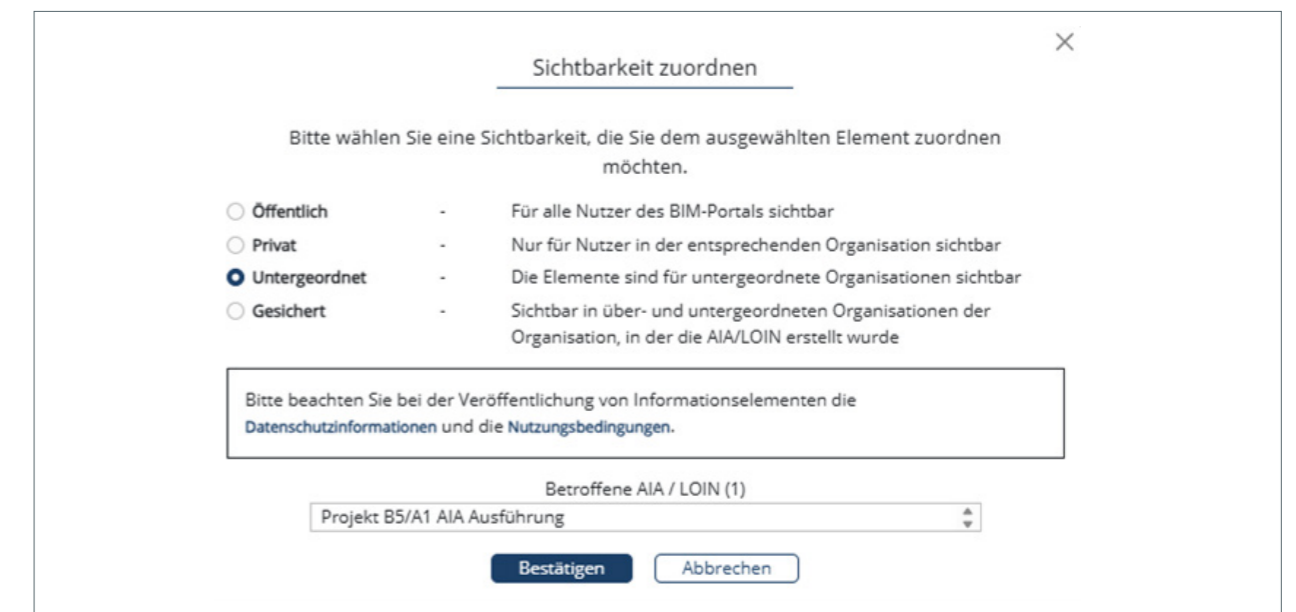 Sichtbarkeit zuordnen
Bitte wählen Sie eine Sichtbarkeit, die Sie dem ausgewählten Element zuordnen
möchten.
Öffentlich - Für alle Nutzer des BIM-Portals sichtbar
Privat - Nur für Nutzer in der entsprechenden Organisation sichtbar
Untergeordnet - Die Elemente sind für untergeordnete Organisationen sichtbar
Gesichert - Sichtbar in über- und untergeordneten Organisationen der
Organisation, in der die AIA/LOIN erstellt wurde
Bitte beachten Sie bei der Veröffentlichung von Informationselementen die
Datenschutzinformationen und die Nutzungsbedingungen.
Betroffene AIA / LOIN (1)
Projekt B5/A1 AIA Ausführung
Bestätigen Abbrechen